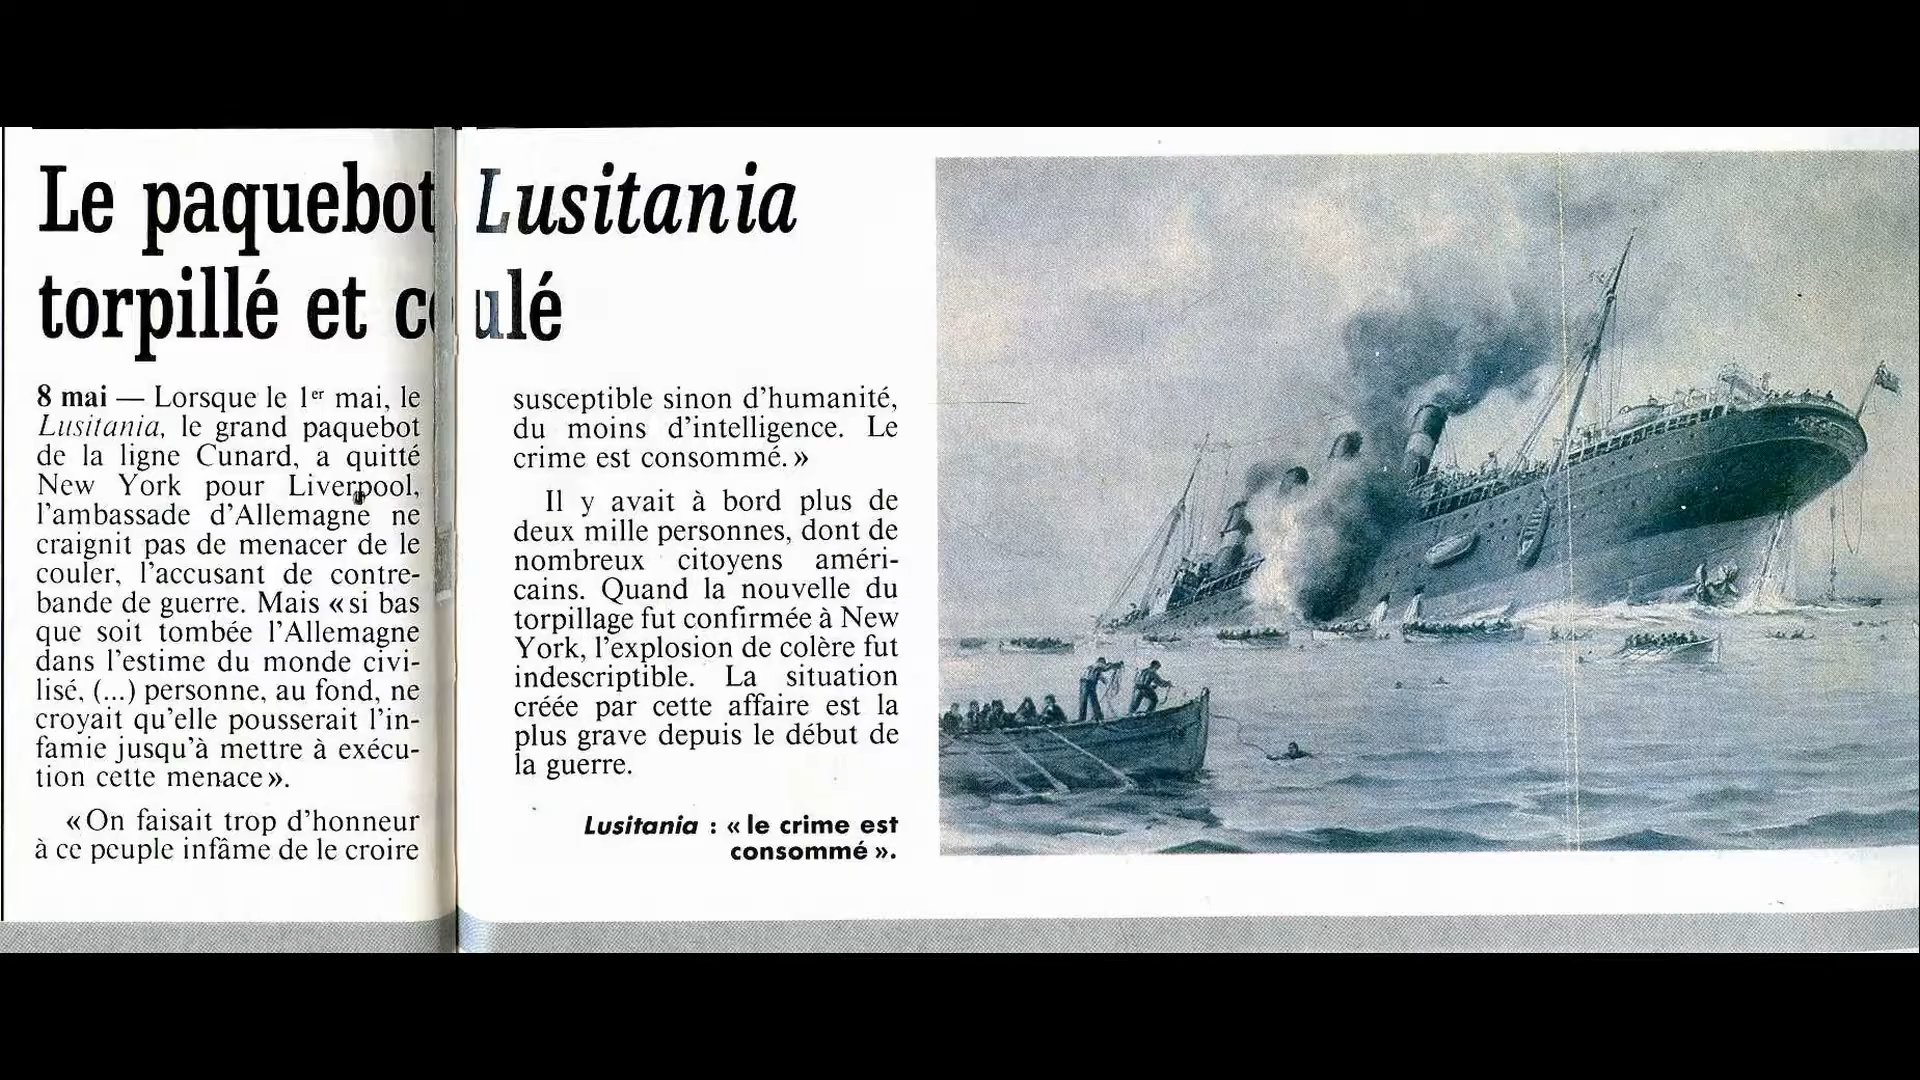 Le paquebot Lusitania
torpillé et coulé
8 mai — Lorsque le 1er mai, le
Lusitania, le grand paquebot
de la ligne Cunard, a quitté
New York pour Liverpool,
l'ambassade d'Allemagne ne
craignit pas de menacer de le
couler, l'accusant de contre-
bande de guerre. Mais « si bas
que soit tombée l'Allemagne
dans l'estime du monde civi-
lisé, (...) personne, au fond, ne
croyait qu'elle pousserait l'in-
famie jusqu'à mettre à exécu-
tion cette menace ».
« On faisait trop d'honneur
à ce peuple infâme de le croire
susceptible sinon d'humanité,
du moins d'intelligence. Le
crime est consommé. »
Il y avait à bord plus de
deux mille personnes, dont de
nombreux citoyens améri-
cains. Quand la nouvelle du
torpillage fut confirmée à New
York, l'explosion de colère fut
indescriptible. La situation
créée par cette affaire est la
plus grave depuis le début de
la guerre.
Lusitania : « le crime est
consommé ».